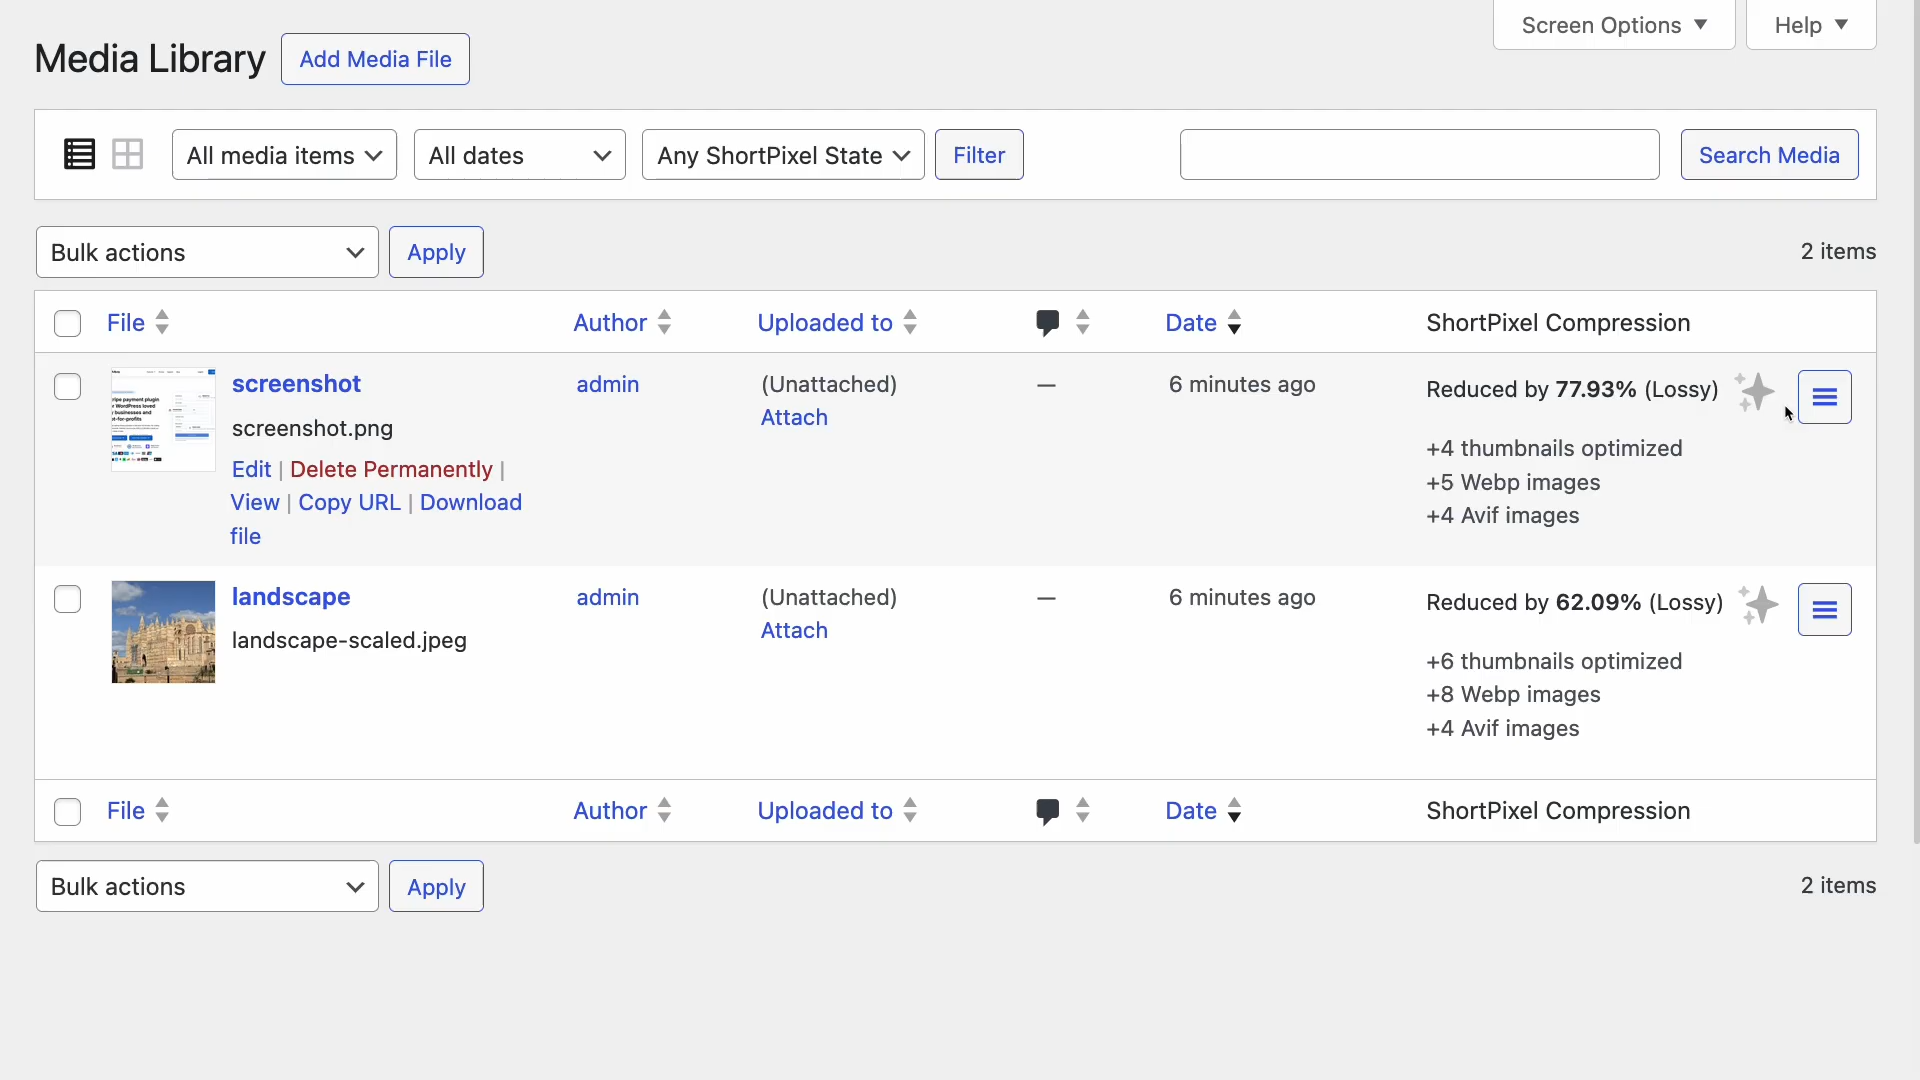 Screen Options
Help
Media Library
Add Media File
All media items
All dates
Any ShortPixel State
Filter
Search Media
Bulk actions
Apply
2 items
File
Author
Uploaded to
Date
ShortPixel Compression
screenshot
screenshot.png
Edit | Delete Permanently |
View | Copy URL | Download
file
admin
(Unattached)
Attach
—
6 minutes ago
Reduced by 77.93% (Lossy)
+4 thumbnails optimized
+5 Webp images
+4 Avif images
landscape
landscape-scaled.jpeg
admin
(Unattached)
Attach
—
6 minutes ago
Reduced by 62.09% (Lossy)
+6 thumbnails optimized
+8 Webp images
+4 Avif images
File
Author
Uploaded to
Date
ShortPixel Compression
Bulk actions
Apply
2 items